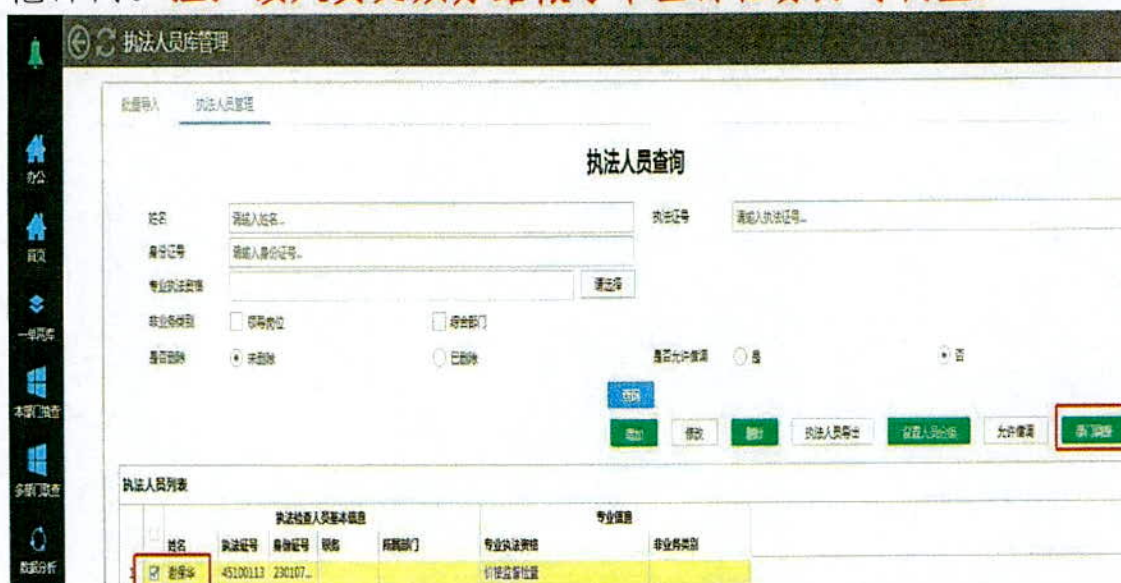 执法人员库管理
批量导入 执法人员管理
办公
首页
一单两库
本部门抽查
多部门联查
数据分析
执法人员查询
姓名 请输入姓名... 执法证号 请输入执法证号...
身份证号 请输入身份证号...
专业执法资格 请选择
非业务类别 领导岗位 综合部门
是否删除 未删除 已删除 是否允许借调 是 否
查询
增加 修改 删除 执法人员导出 设置人员分组 允许借调 部门调整
执法人员列表
执法检查人员基本信息 专业信息
姓名 执法证号 身份证号 职务 所属部门 专业执法资格 非业务类别
45100113 230107... 价格监督检查